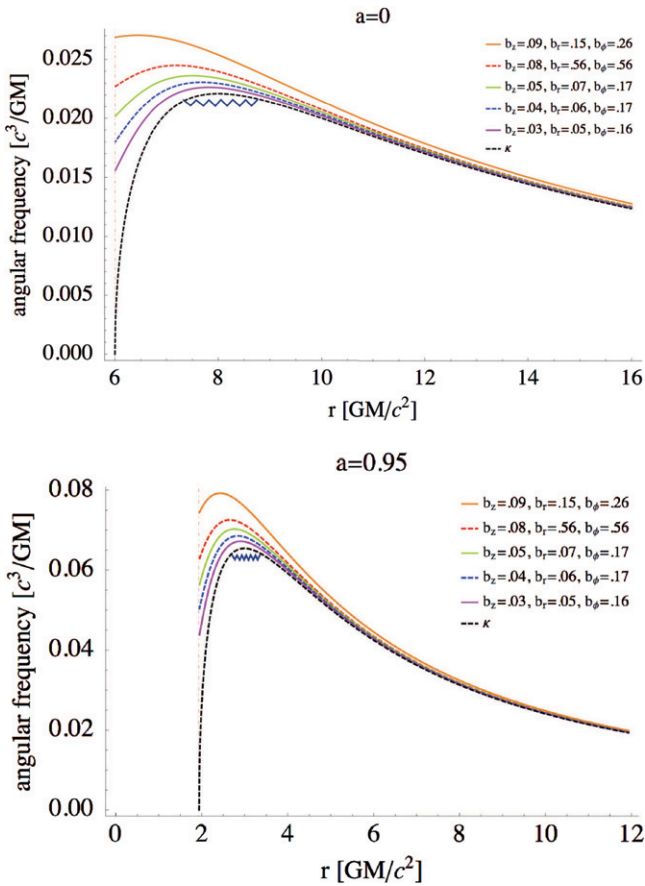 a=0
angular frequency [c³/GM]
0.025
0.020
0.015
0.010
0.005
0.000
b_z=.09, b_r=.15, b_ϕ=.26
b_z=.08, b_r=.56, b_ϕ=.56
b_z=.05, b_r=.07, b_ϕ=.17
b_z=.04, b_r=.06, b_ϕ=.17
b_z=.03, b_r=.05, b_ϕ=.16
κ
6 8 10 12 14 16
r [GM/c²]
a=0.95
angular frequency [c³/GM]
0.08
0.06
0.04
0.02
0.00
b_z=.09, b_r=.15, b_ϕ=.26
b_z=.08, b_r=.56, b_ϕ=.56
b_z=.05, b_r=.07, b_ϕ=.17
b_z=.04, b_r=.06, b_ϕ=.17
b_z=.03, b_r=.05, b_ϕ=.16
κ
0 2 4 6 8 10 12
r [GM/c²]